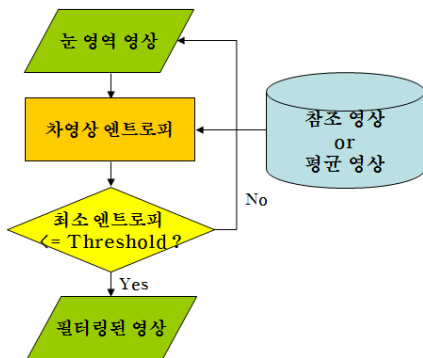 눈 영역 영상
차영상 엔트로피
참조 영상
or
평균 영상
최소 엔트로피
<= Threshold?
No
Yes
필터링된 영상